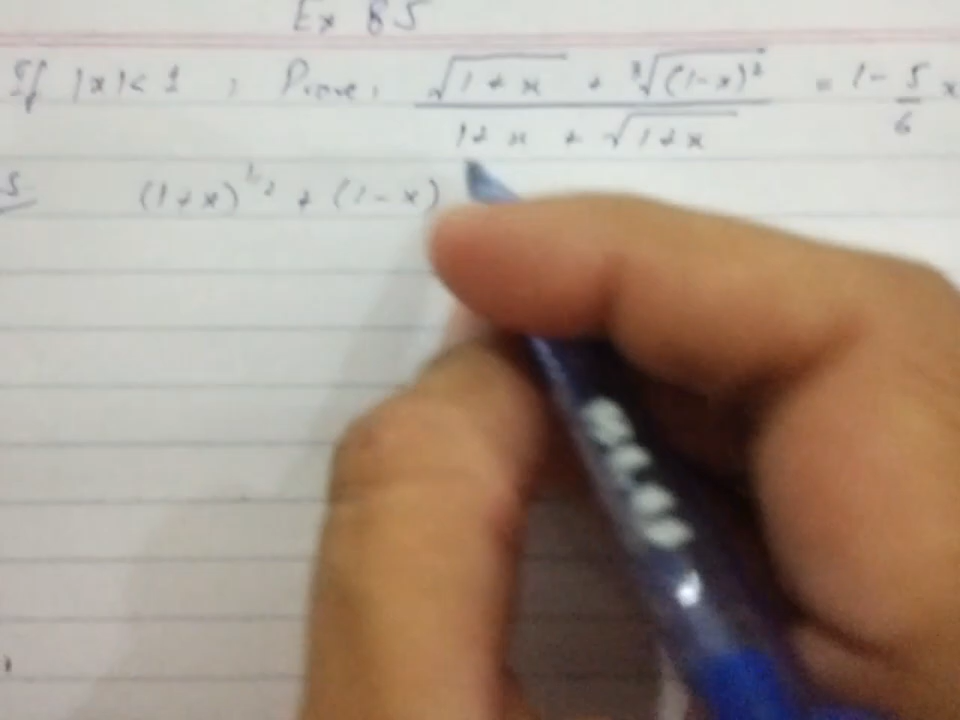 Ex 85
If |x| < 1 ; Prove: (√(1+x) + ∛(1-x)²) / (1+x + √(1+x)) = 1 - 5/6 x
(1+x)^1/2 + (1-x)